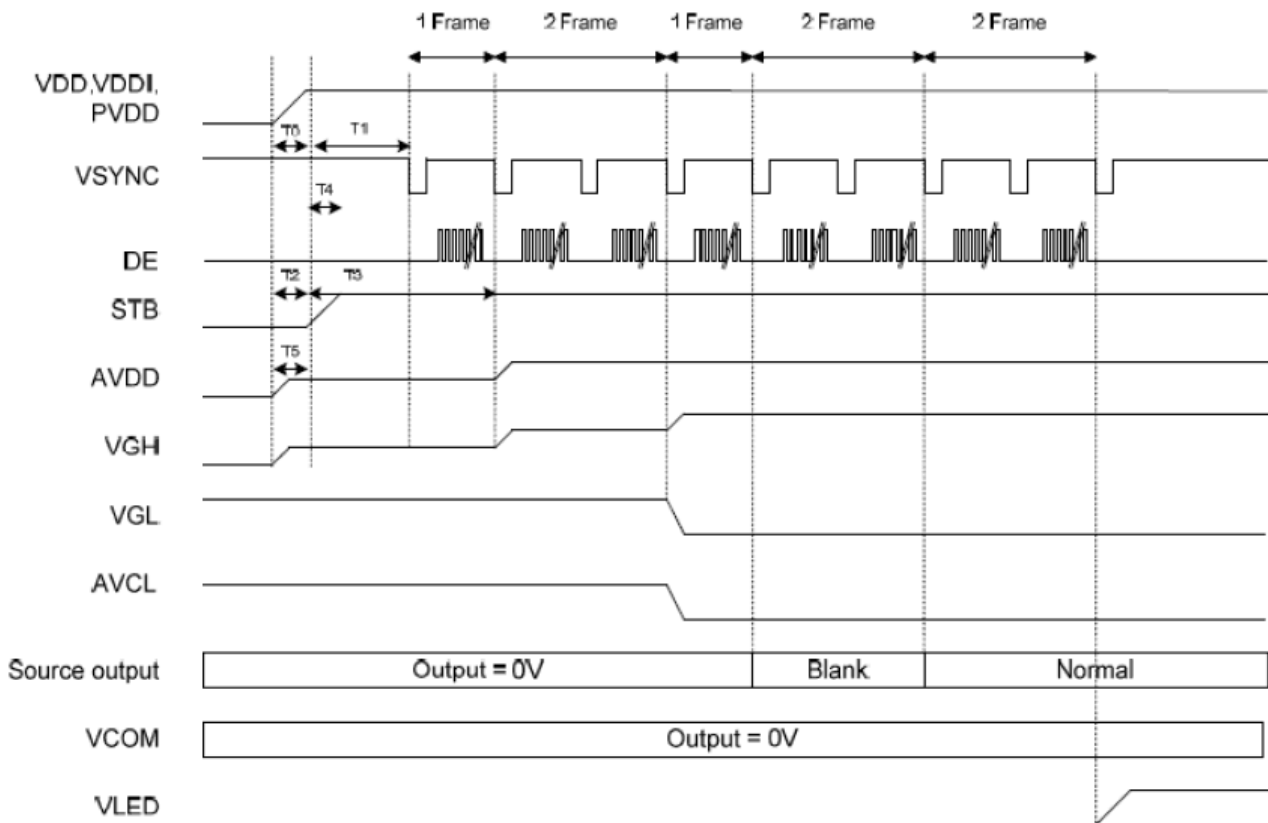 1 Frame 2 Frame 1 Frame 2 Frame 2 Frame
VDD,VDDI,
PVDD
T0 T1
VSYNC
T4
DE
T2 T3
STB
T5
AVDD
VGH
VGL
AVCL
Source output Output = 0V Blank Normal
VCOM Output = 0V
VLED